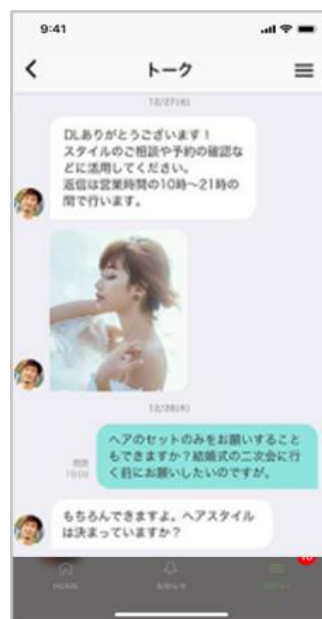 9:41
トーク
12/27(水)
DLありがとうございます！
スタイルのご相談や予約の確認な
どに活用してください。
返信は営業時間の10時〜21時の
間で行います。
12/28(木)
ヘアのセットのみをお願いすること
もできますか？結婚式の二次会に行
く前にお願いしたいのですが。
既読
もちろんできますよ。ヘアスタイル
は決まっていますか？
10
HOME
お知らせ
MENU